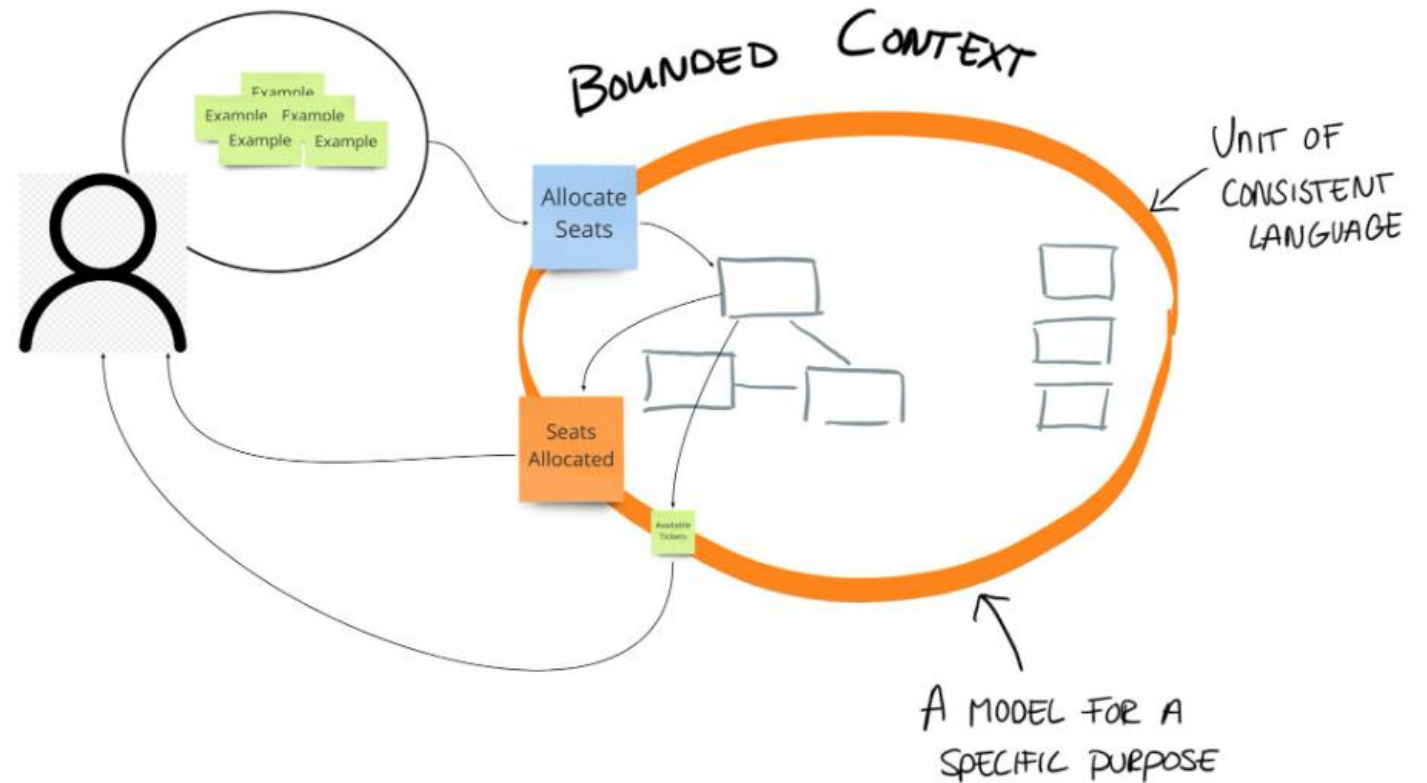 BOUNDED CONTEXT
Example
Example Example
Example Example
Allocate
Seats
UNIT OF
CONSISTENT
LANGUAGE
Seats
Allocated
Available
Tickets
A MODEL FOR A
SPECIFIC PURPOSE